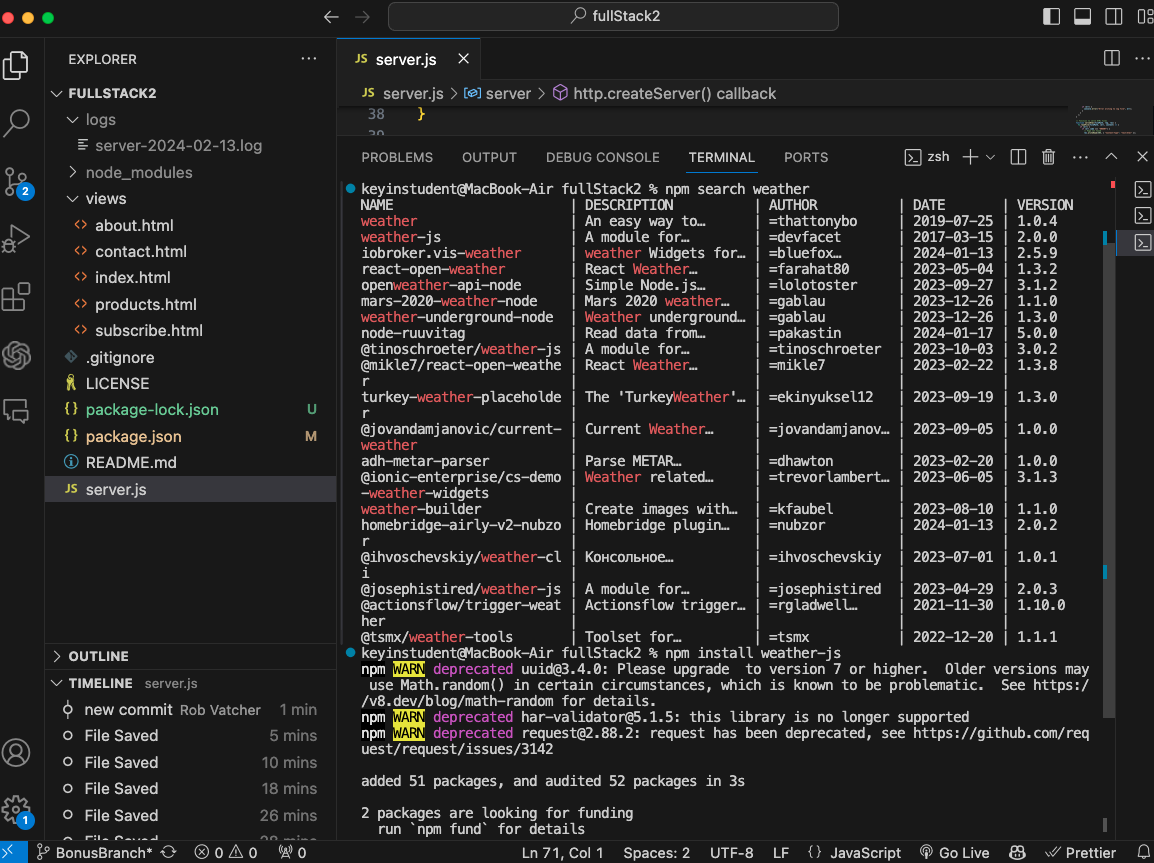 fullStack2
EXPLORER
FULLSTACK2
logs
server-2024-02-13.log
node_modules
views
about.html
contact.html
index.html
products.html
subscribe.html
.gitignore
LICENSE
package-lock.json U
package.json M
README.md
JS server.js
OUTLINE
TIMELINE server.js
new commit Rob Vatcher 1 min
File Saved 5 mins
File Saved 10 mins
File Saved 18 mins
File Saved 26 mins
2
1
JS server.js
JS server.js > server > http.createServer() callback
38 }
PROBLEMS OUTPUT DEBUG CONSOLE TERMINAL PORTS zsh
keyinstudent@MacBook-Air fullStack2 % npm search weather
NAME | DESCRIPTION | AUTHOR | DATE | VERSION
weather | An easy way to… | =thattonybo | 2019-07-25 | 1.0.4
weather-js | A module for… | =devfacet | 2017-03-15 | 2.0.0
iobroker.vis-weather | weather Widgets for… | =bluefox… | 2024-01-13 | 2.5.9
react-open-weather | React Weather… | =farahat80 | 2023-05-04 | 1.3.2
openweather-api-node | Simple Node.js… | =lolotoster | 2023-09-27 | 3.1.2
mars-2020-weather-node | Mars 2020 weather… | =gablau | 2023-12-26 | 1.1.0
weather-underground-node | Weather underground… | =gablau | 2023-12-26 | 1.3.0
node-ruuvitag | Read data from… | =pakastin | 2024-01-17 | 5.0.0
@tinoschroeter/weather-js | A module for… | =tinoschroeter | 2023-10-03 | 3.0.2
@mikle7/react-open-weathe | React Weather… | =mikle7 | 2023-02-22 | 1.3.8
r | | | |
turkey-weather-placeholde | The 'TurkeyWeather'… | =ekinyuksel12 | 2023-09-19 | 1.3.0
r | | | |
@jovandamjanovic/current- | Current Weather… | =jovandamjanov… | 2023-09-05 | 1.0.0
weather | | | |
adh-metar-parser | Parse METAR… | =dhawton | 2023-02-20 | 1.0.0
@ionic-enterprise/cs-demo | Weather related… | =trevorlambert… | 2023-06-05 | 3.1.3
-weather-widgets | | | |
weather-builder | Create images with… | =kfaubel | 2023-08-10 | 1.1.0
homebridge-airly-v2-nubzo | Homebridge plugin… | =nubzor | 2024-01-13 | 2.0.2
r | | | |
@ihvoschevskiy/weather-cl | Консольное… | =ihvoschevskiy | 2023-07-01 | 1.0.1
i | | | |
@josephistired/weather-js | A module for… | =josephistired | 2023-04-29 | 2.0.3
@actionsflow/trigger-weat | Actionsflow trigger… | =rgladwell… | 2021-11-30 | 1.10.0
her | | | |
@tsmx/weather-tools | Toolset for… | =tsmx | 2022-12-20 | 1.1.1
keyinstudent@MacBook-Air fullStack2 % npm install weather-js
npm WARN deprecated uuid@3.4.0: Please upgrade  to version 7 or higher.  Older versions may
 use Math.random() in certain circumstances, which is known to be problematic.  See https:/
/v8.dev/blog/math-random for details.
npm WARN deprecated har-validator@5.1.5: this library is no longer supported
npm WARN deprecated request@2.88.2: request has been deprecated, see https://github.com/req
uest/request/issues/3142
added 51 packages, and audited 52 packages in 3s
2 packages are looking for funding
  run `npm fund` for details
BonusBranch* 0 0 0 Ln 71, Col 1 Spaces: 2 UTF-8 LF {} JavaScript Go Live Prettier